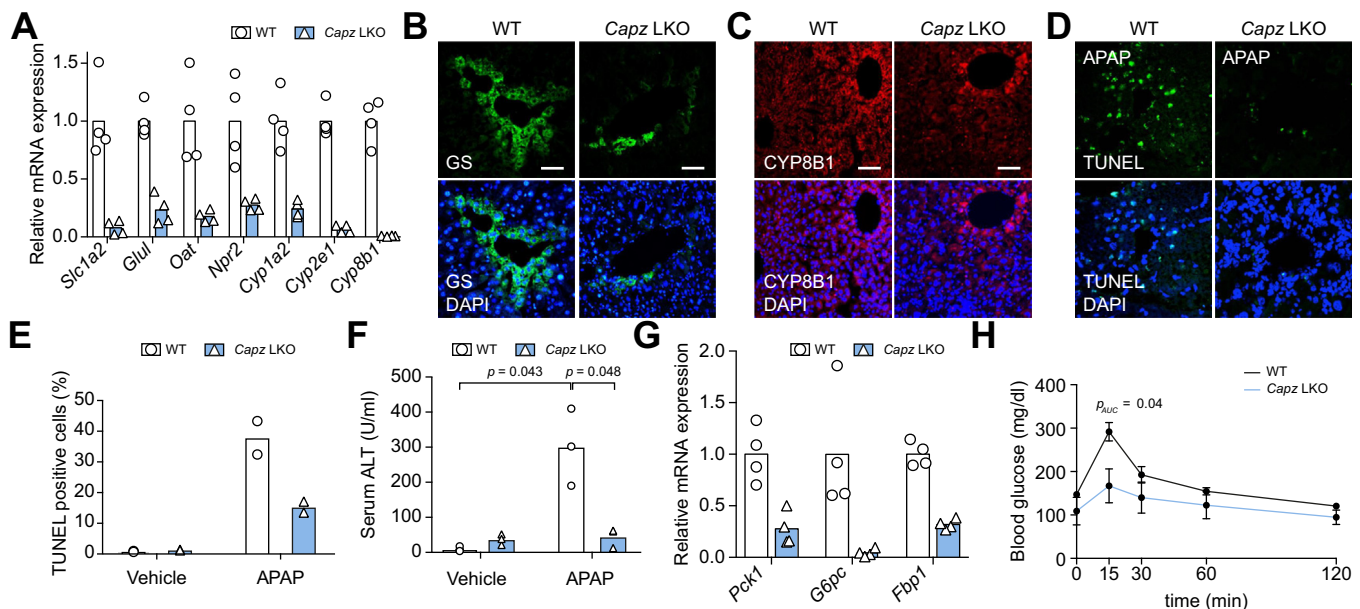 A
WT
Capz LKO
Relative mRNA expression
1.5
1.0
0.5
0.0
Slc1a2
Glul
Oat
Npr2
Cyp1a2
Cyp2e1
Cyp8b1
B
WT
Capz LKO
GS
GS
DAPI
C
WT
Capz LKO
CYP8B1
CYP8B1
DAPI
D
WT
Capz LKO
APAP
APAP
TUNEL
TUNEL
DAPI
E
WT
Capz LKO
TUNEL positive cells (%)
50
40
30
20
10
0
Vehicle
APAP
F
WT
Capz LKO
p = 0.043
p = 0.048
Serum ALT (U/ml)
500
400
300
200
100
0
Vehicle
APAP
G
WT
Capz LKO
Relative mRNA expression
2.0
1.5
1.0
0.5
0.0
Pck1
G6pc
Fbp1
H
WT
Capz LKO
pAUC = 0.04
Blood glucose (mg/dl)
400
300
200
100
0
0
15
30
60
120
time (min)